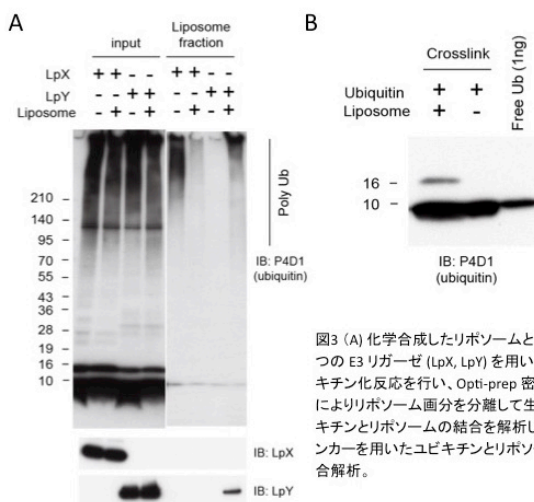 A
input
Liposome
fraction
LpX + + - - + + - -
LpY - - + + - - + +
Liposome - + - + - + - +
210
140
95
70
55
43
36
28
19
16
10
Poly Ub
IB: P4D1
(ubiquitin)
IB: LpX
IB: LpY
B
Crosslink
Free Ub (1ng)
Ubiquitin + +
Liposome + -
16 -
10 -
IB: P4D1
(ubiquitin)
図3 (A) 化学合成したリポソームと
つの E3 リガーゼ (LpX, LpY) を用い
キチン化反応を行い、Opti-prep 密
によりリポソーム画分を分離して生
キチンとリポソームの結合を解析し
ンカーを用いたユビキチンとリポソ
合解析。